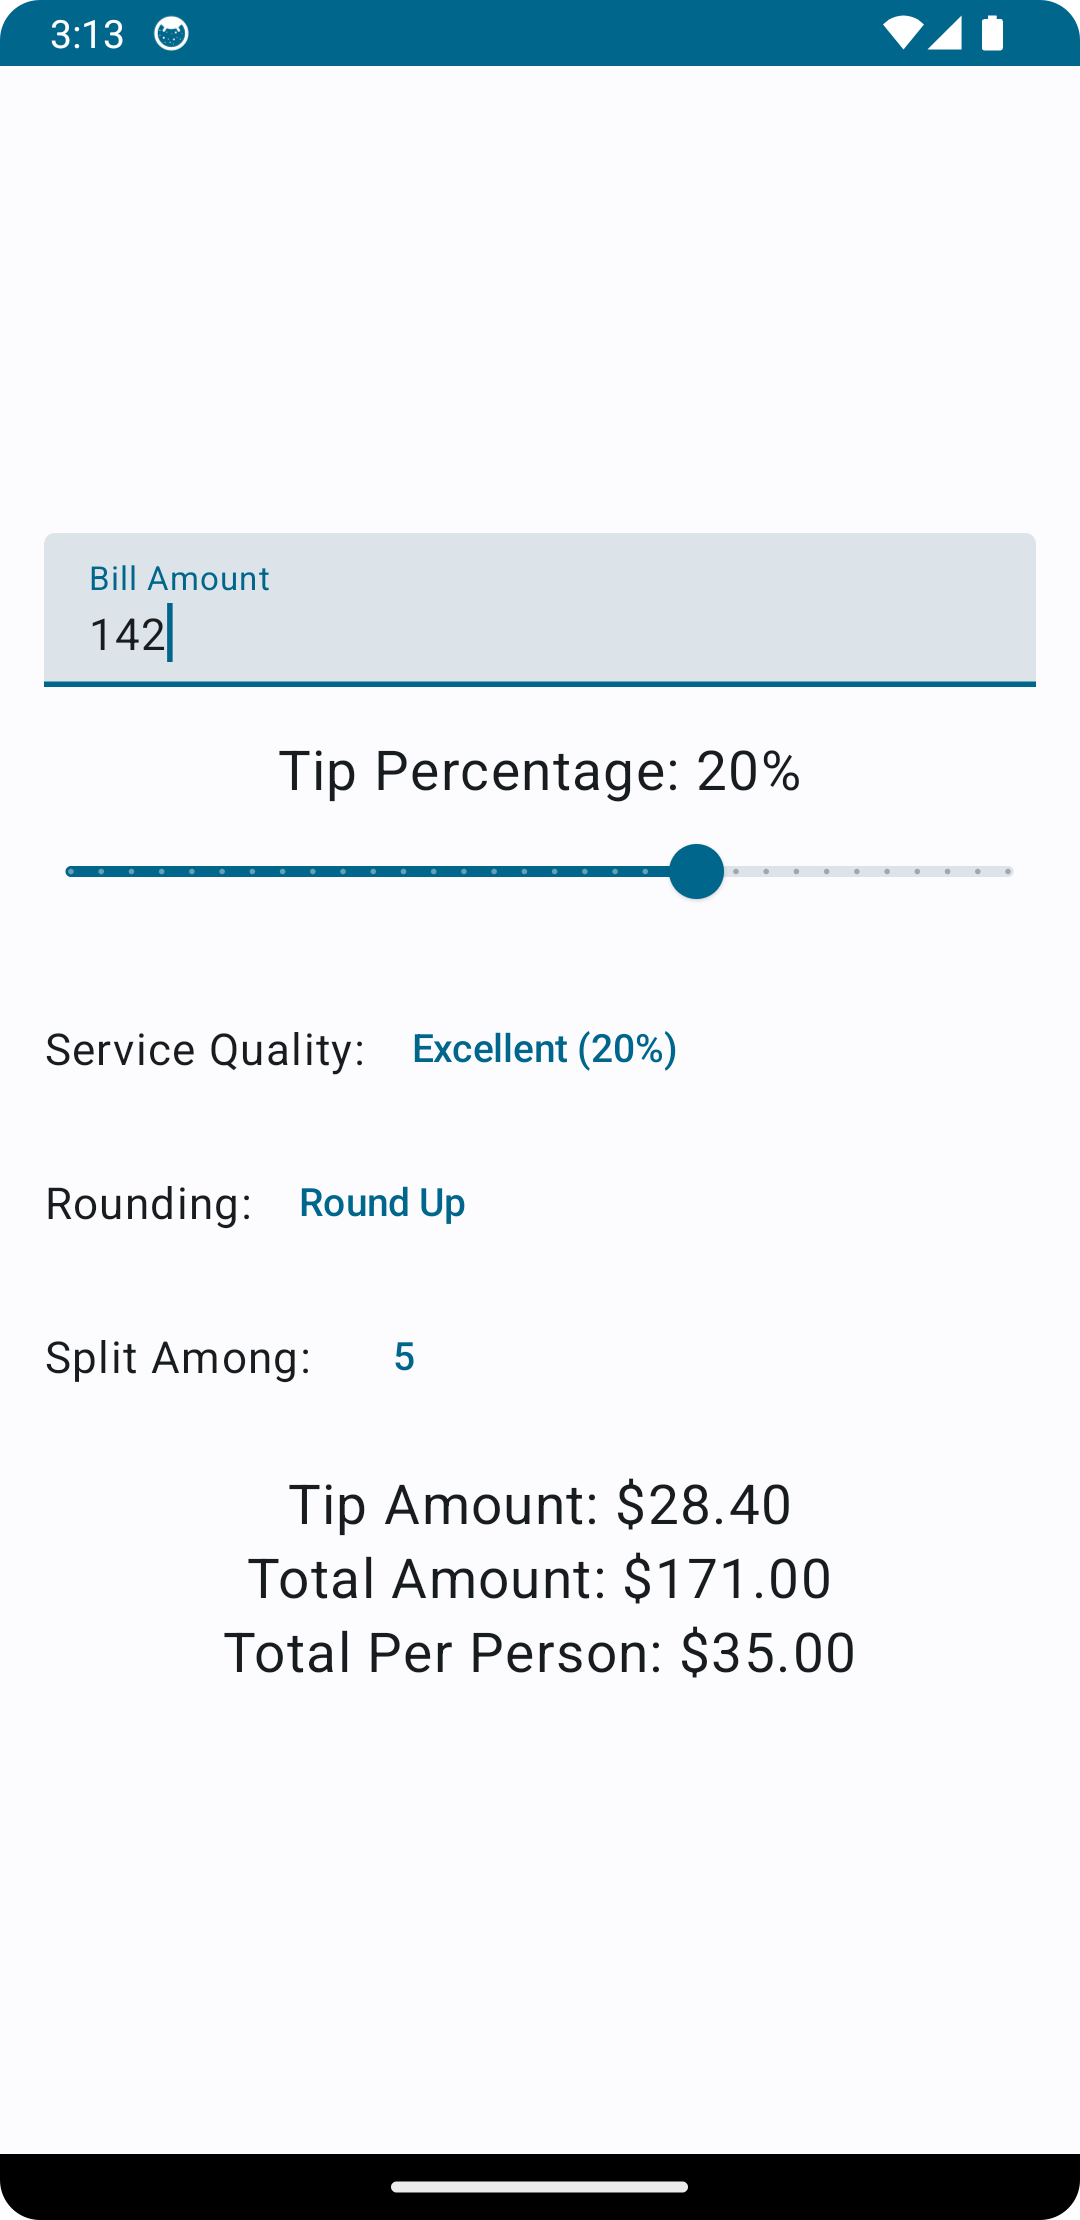 3:13
Bill Amount
142
Tip Percentage: 20%
Service Quality: Excellent (20%)
Rounding: Round Up
Split Among: 5
Tip Amount: $28.40
Total Amount: $171.00
Total Per Person: $35.00